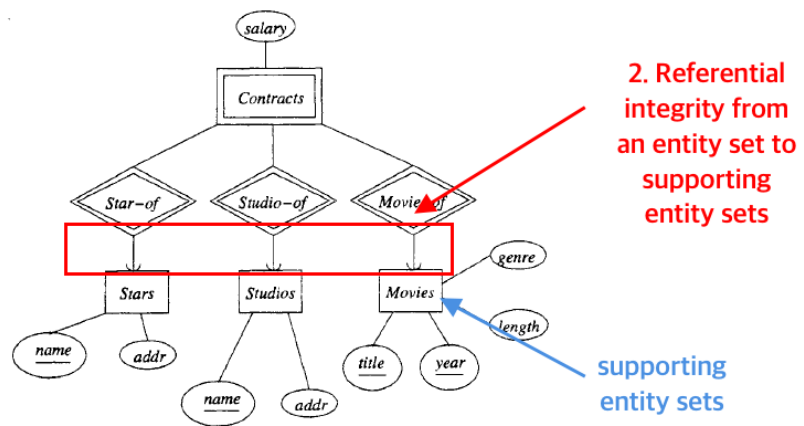 salary
Contracts
2. Referential
integrity from
an entity set to
supporting
entity sets
Star-of
Studio-of
Movie-of
genre
Stars
Studios
Movies
length
name
addr
name
addr
title
year
supporting
entity sets